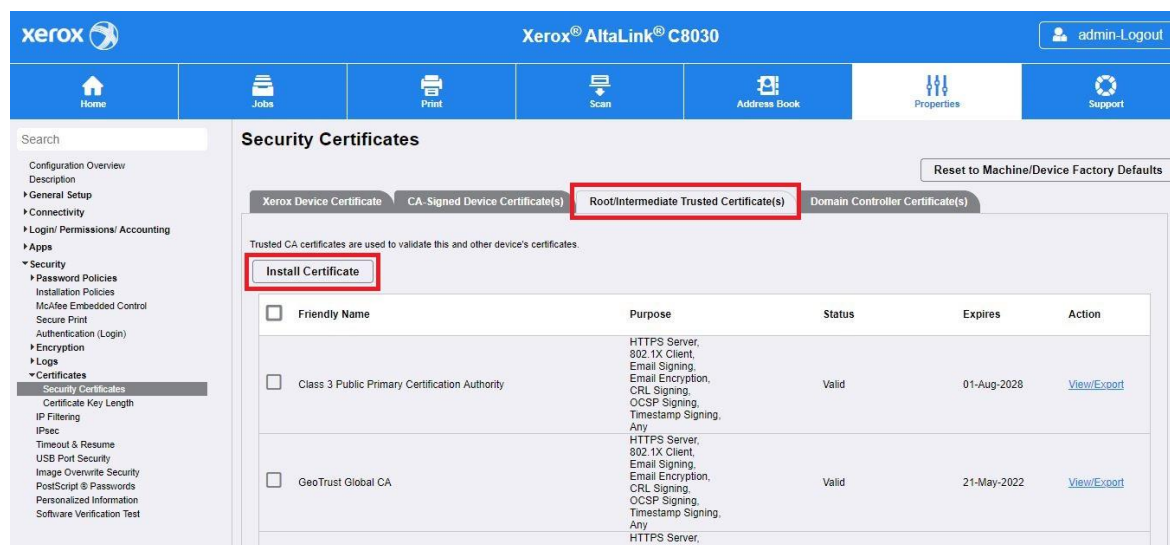 xerox
Xerox® AltaLink® C8030
admin-Logout
Home
Jobs
Print
Scan
Address Book
Properties
Support
Search
Configuration Overview
Description
General Setup
Connectivity
Login/ Permissions/ Accounting
Apps
Security
Password Policies
Installation Policies
McAfee Embedded Control
Secure Print
Authentication (Login)
Encryption
Logs
Certificates
Security Certificates
Certificate Key Length
IP Filtering
IPsec
Timeout & Resume
USB Port Security
Image Overwrite Security
PostScript ® Passwords
Personalized Information
Software Verification Test
Security Certificates
Reset to Machine/Device Factory Defaults
Xerox Device Certificate
CA-Signed Device Certificate(s)
Root/Intermediate Trusted Certificate(s)
Domain Controller Certificate(s)
Trusted CA certificates are used to validate this and other device's certificates.
Install Certificate
Friendly Name
Purpose
Status
Expires
Action
Class 3 Public Primary Certification Authority
HTTPS Server,
802.1X Client,
Email Signing,
Email Encryption,
CRL Signing,
OCSP Signing,
Timestamp Signing,
Any
Valid
01-Aug-2028
View/Export
GeoTrust Global CA
HTTPS Server,
802.1X Client,
Email Signing,
Email Encryption,
CRL Signing,
OCSP Signing,
Timestamp Signing,
Any
Valid
21-May-2022
View/Export
HTTPS Server,